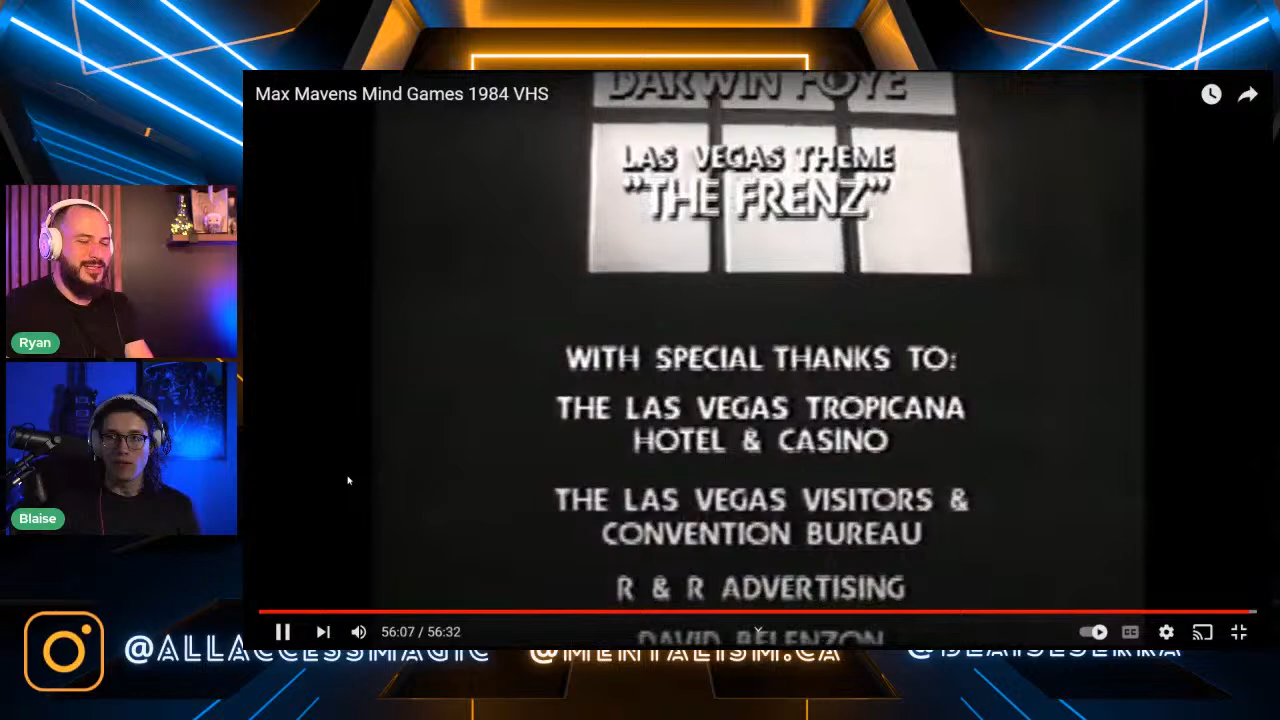 Max Mavens Mind Games 1984 VHS
DARWIN FOYE
LAS VEGAS THEME
"THE FRENZ"
WITH SPECIAL THANKS TO:
THE LAS VEGAS TROPICANA
HOTEL & CASINO
THE LAS VEGAS VISITORS &
CONVENTION BUREAU
R & R ADVERTISING
DAVID BELENZON
Ryan
Blaise
56:07 / 56:32
@ALLACCESSMAGIC
@MENTALISM.CA